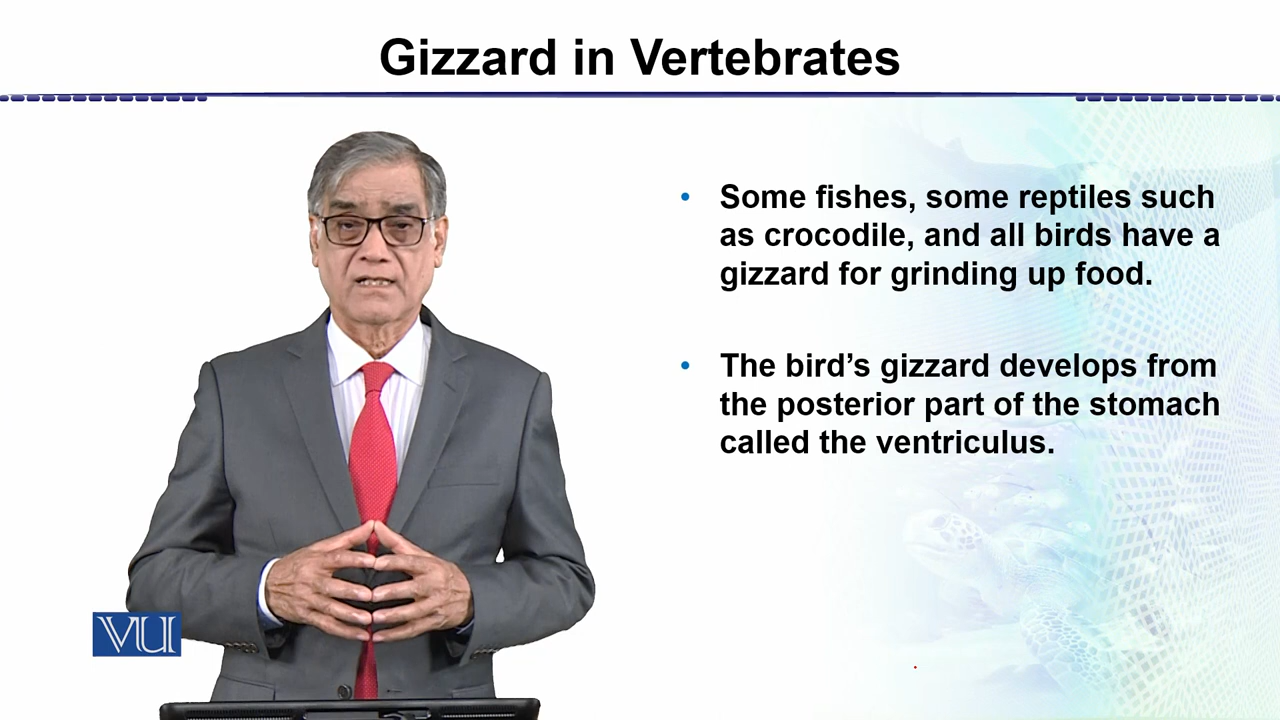 Gizzard in Vertebrates
• Some fishes, some reptiles such
as crocodile, and all birds have a
gizzard for grinding up food.
• The bird’s gizzard develops from
the posterior part of the stomach
called the ventriculus.
VU